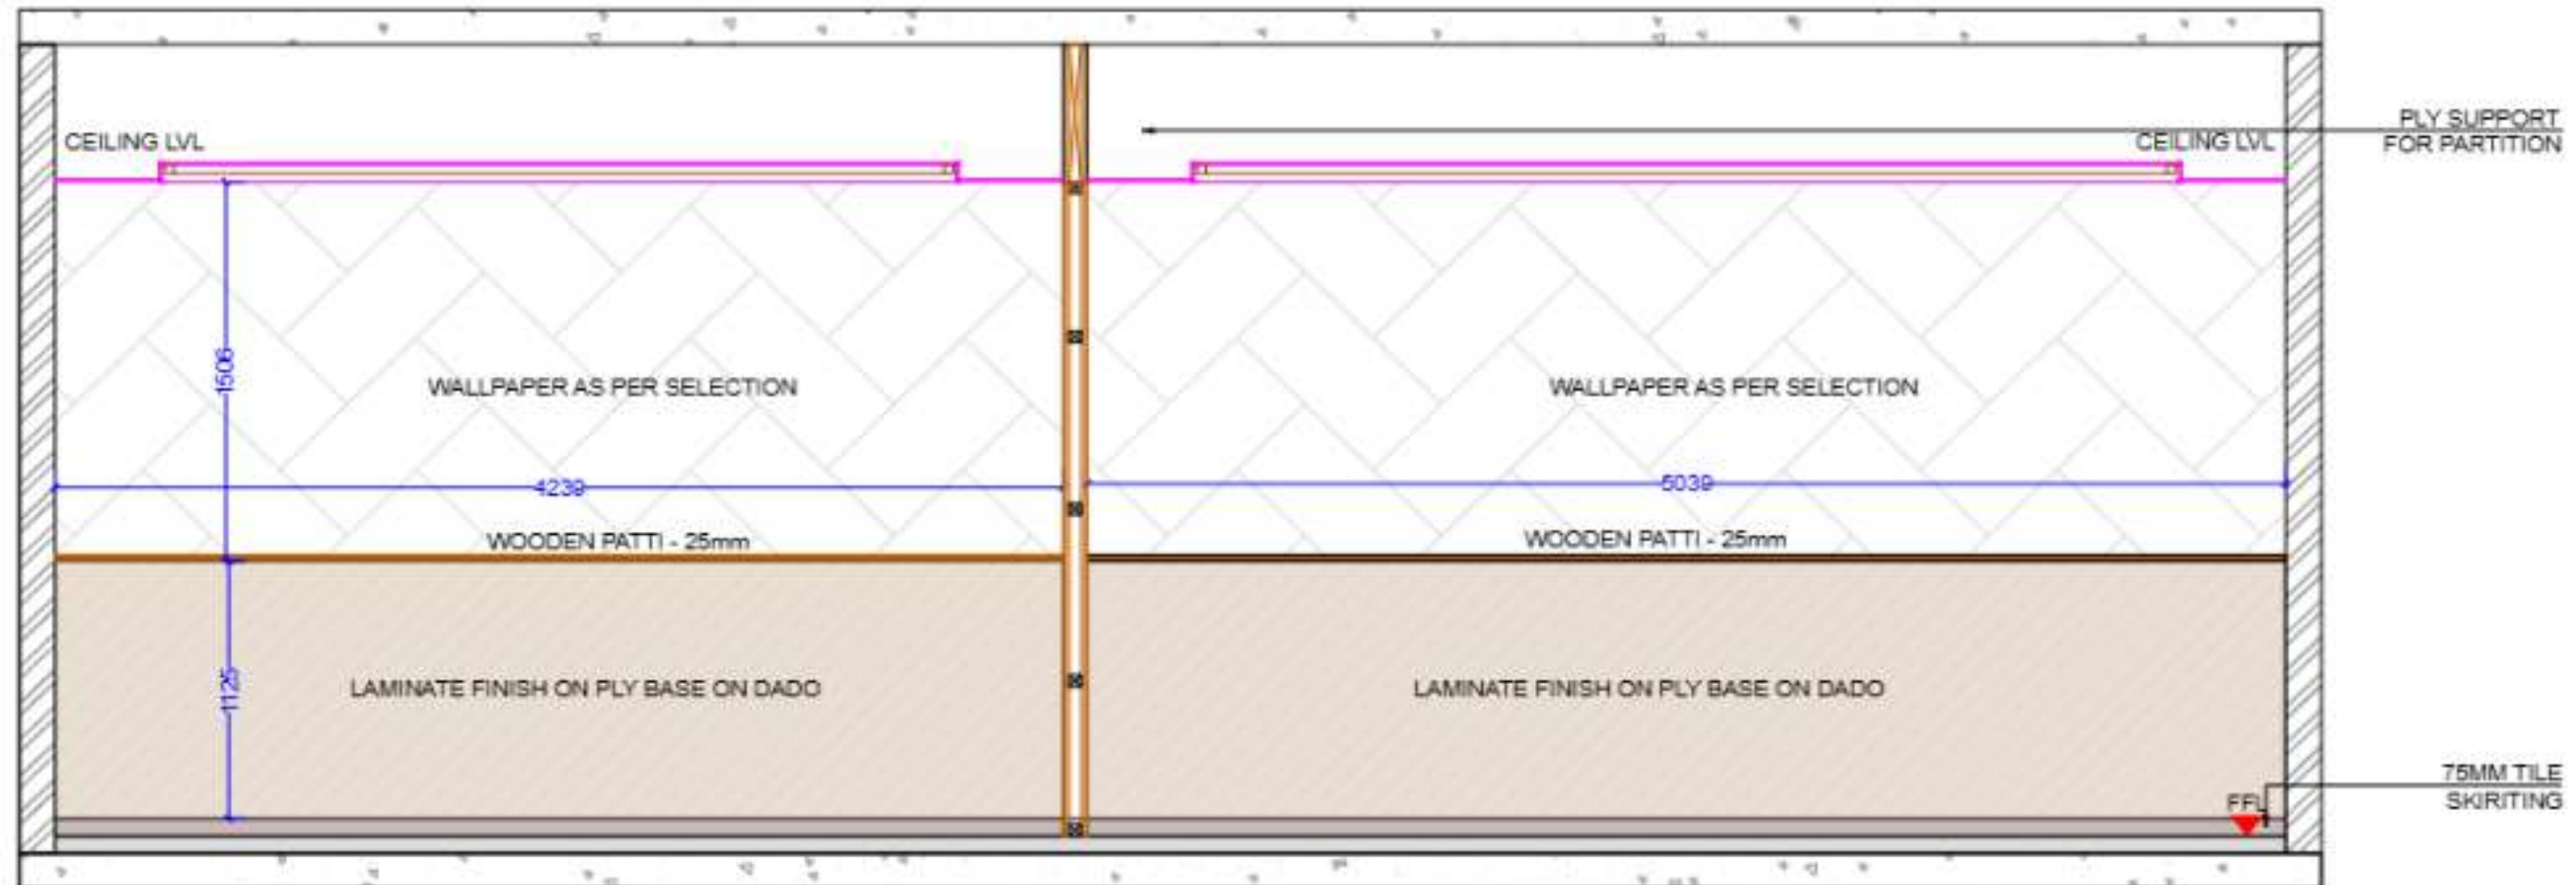 CEILING LVL
PLY SUPPORT
FOR PARTITION
CEILING LVL
1506
WALLPAPER AS PER SELECTION
WALLPAPER AS PER SELECTION
4239
5039
WOODEN PATTI - 25mm
WOODEN PATTI - 25mm
1125
LAMINATE FINISH ON PLY BASE ON DADO
LAMINATE FINISH ON PLY BASE ON DADO
75MM TILE
SKIRITING
FFL